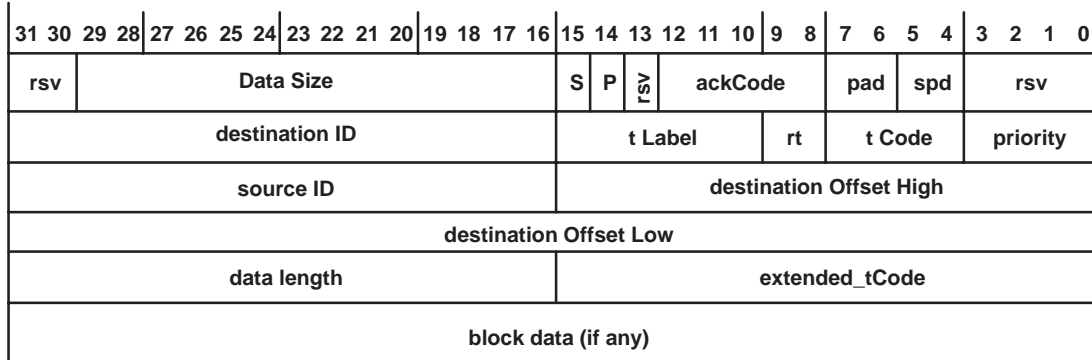 31 30 29 28 27 26 25 24 23 22 21 20 19 18 17 16 15 14 13 12 11 10 9 8 7 6 5 4 3 2 1 0
rsv Data Size S P rsv ackCode pad spd rsv
destination ID t Label rt t Code priority
source ID destination Offset High
destination Offset Low
data length extended_tCode
block data (if any)